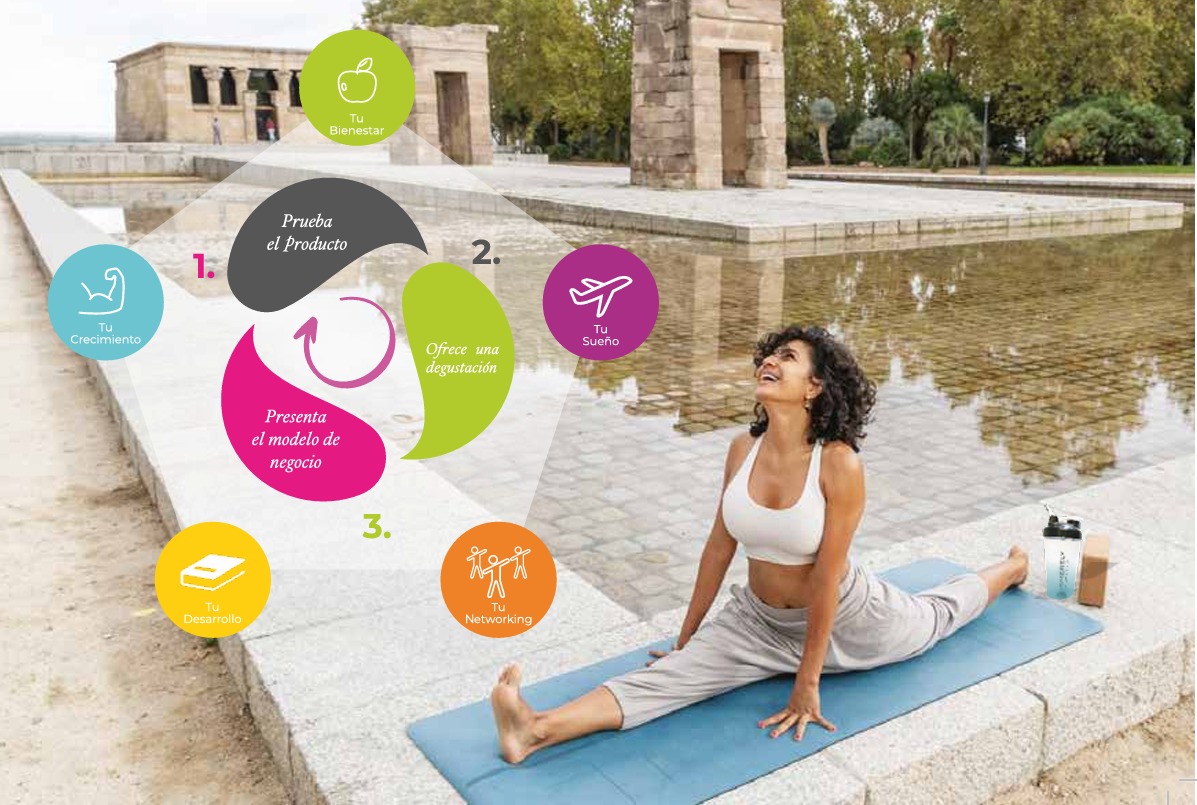 Tu
Bienestar
Prueba
el Producto
1.
2.
Tu
Crecimiento
Tu
Sueño
Ofrece una
degustación
Presenta
el modelo de
negocio
3.
Tu
Desarrollo
Tu
Networking